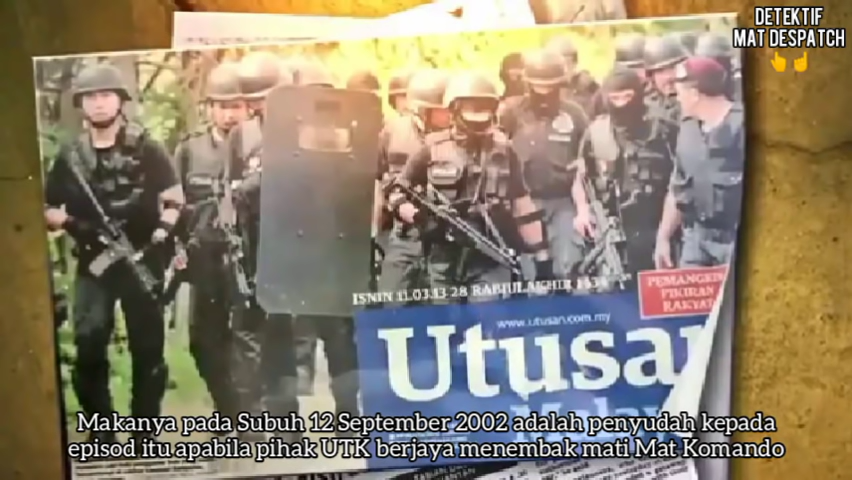 DETEKTIF
MAT DESPATCH
ISNIN 11.03.13 28 RABIULAKHIR 1434
PEMANGKIN
PIKIRAN
RAKYAT
www.utusan.com.my
Utusan
Makanya pada Subuh 12 September 2002 adalah penyudah kepada
episod itu apabila pihak UTK berjaya menembak mati Mat Komando